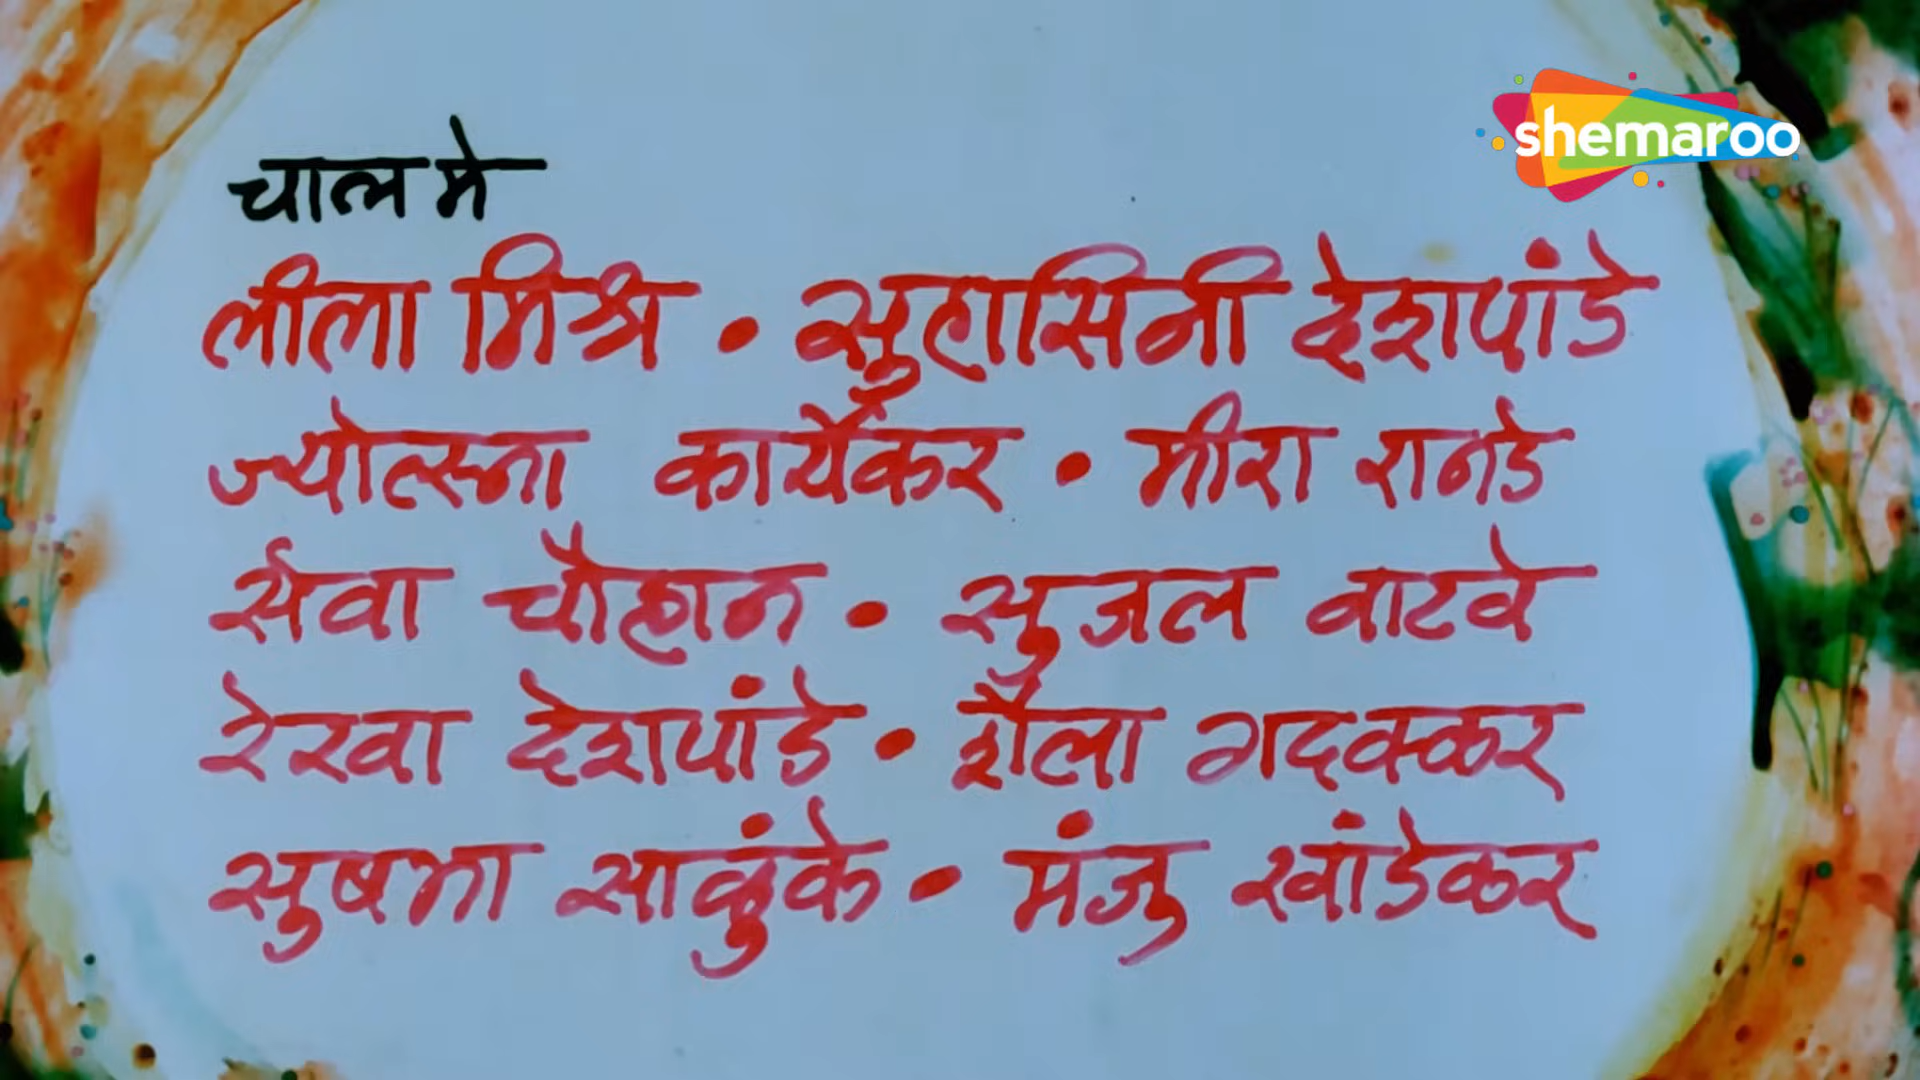 shemaroo
चाल मे
लीला मिश्र • सुहासिनी देशपांडे
ज्योत्स्ना कार्येकर • मीरा रानडे
सेवा चौहान • सुजल वाटवे
रेखा देशपांडे • शैला गदक्कर
सुषमा साळुंके • मंजु खांडेकर